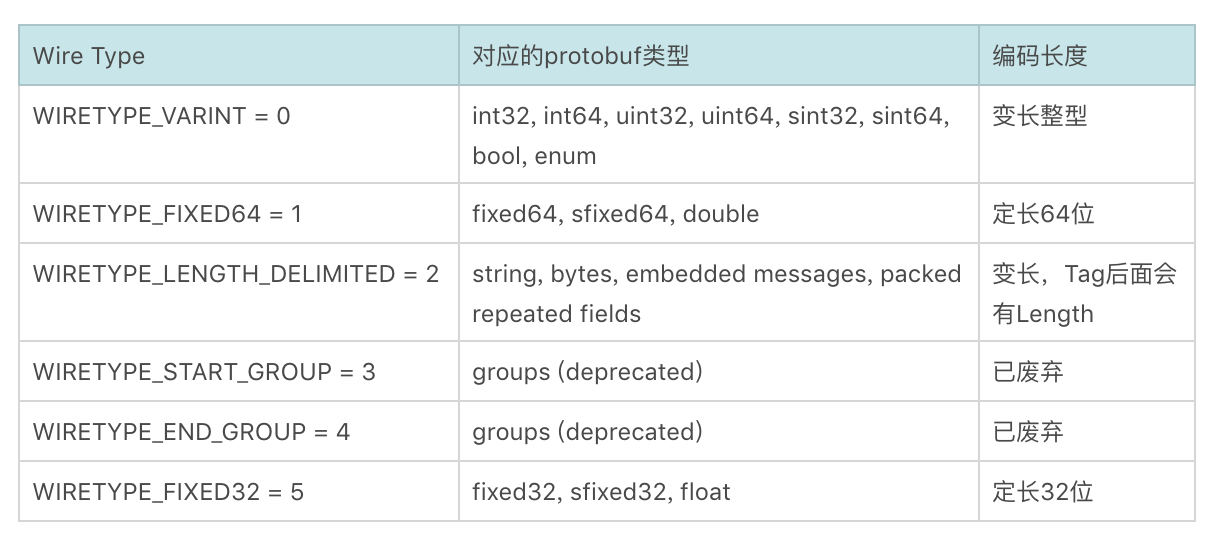 Wire Type
对应的protobuf类型
编码长度
WIRETYPE_VARINT = 0
int32, int64, uint32, uint64, sint32, sint64,
bool, enum
变长整型
WIRETYPE_FIXED64 = 1
fixed64, sfixed64, double
定长64位
WIRETYPE_LENGTH_DELIMITED = 2
string, bytes, embedded messages, packed
repeated fields
变长，Tag后面会
有Length
WIRETYPE_START_GROUP = 3
groups (deprecated)
已废弃
WIRETYPE_END_GROUP = 4
groups (deprecated)
已废弃
WIRETYPE_FIXED32 = 5
fixed32, sfixed32, float
定长32位